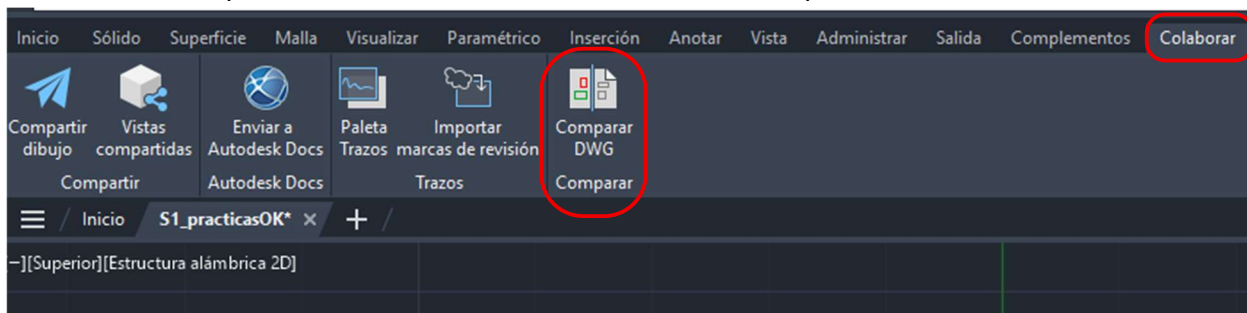 Inicio Sólido Superficie Malla Visualizar Paramétrico Inserción Anotar Vista Administrar Salida Complementos Colaborar
Compartir dibujo
Vistas compartidas
Enviar a Autodesk Docs
Paleta Trazos
Importar marcas de revisión
Comparar DWG
Compartir Autodesk Docs Trazos Comparar
Inicio S1_practicasOK*
−][Superior][Estructura alámbrica 2D]